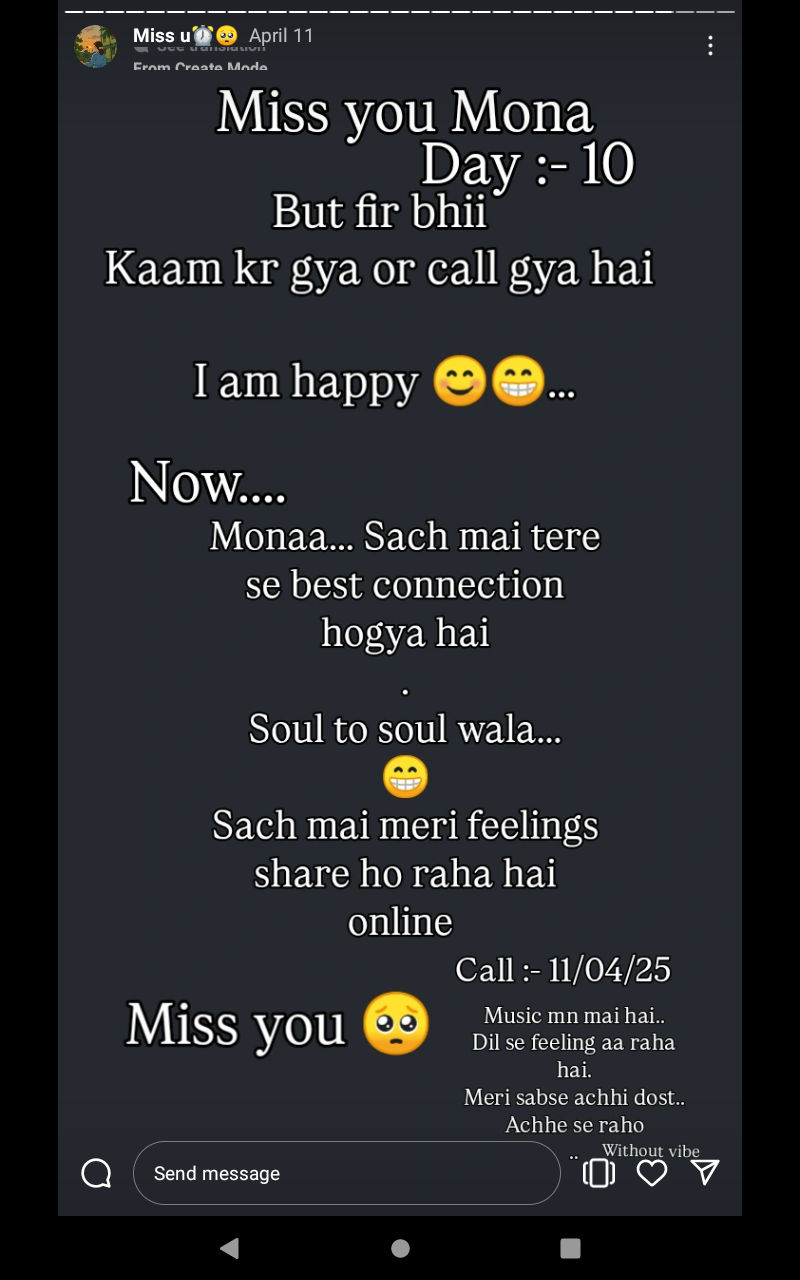 Miss u⏰🥺 April 11
See translation
From Create Mode
Miss you Mona
Day :- 10
But fir bhii
Kaam kr gya or call gya hai
I am happy 😊😁...
Now....
Monaa... Sach mai tere
se best connection
hogya hai
.
Soul to soul wala...
😁
Sach mai meri feelings
share ho raha hai
online
Call :- 11/04/25
Miss you 🥺
Music mn mai hai..
Dil se feeling aa raha
hai.
Meri sabse achhi dost..
Achhe se raho
..
Without vibe
Send message